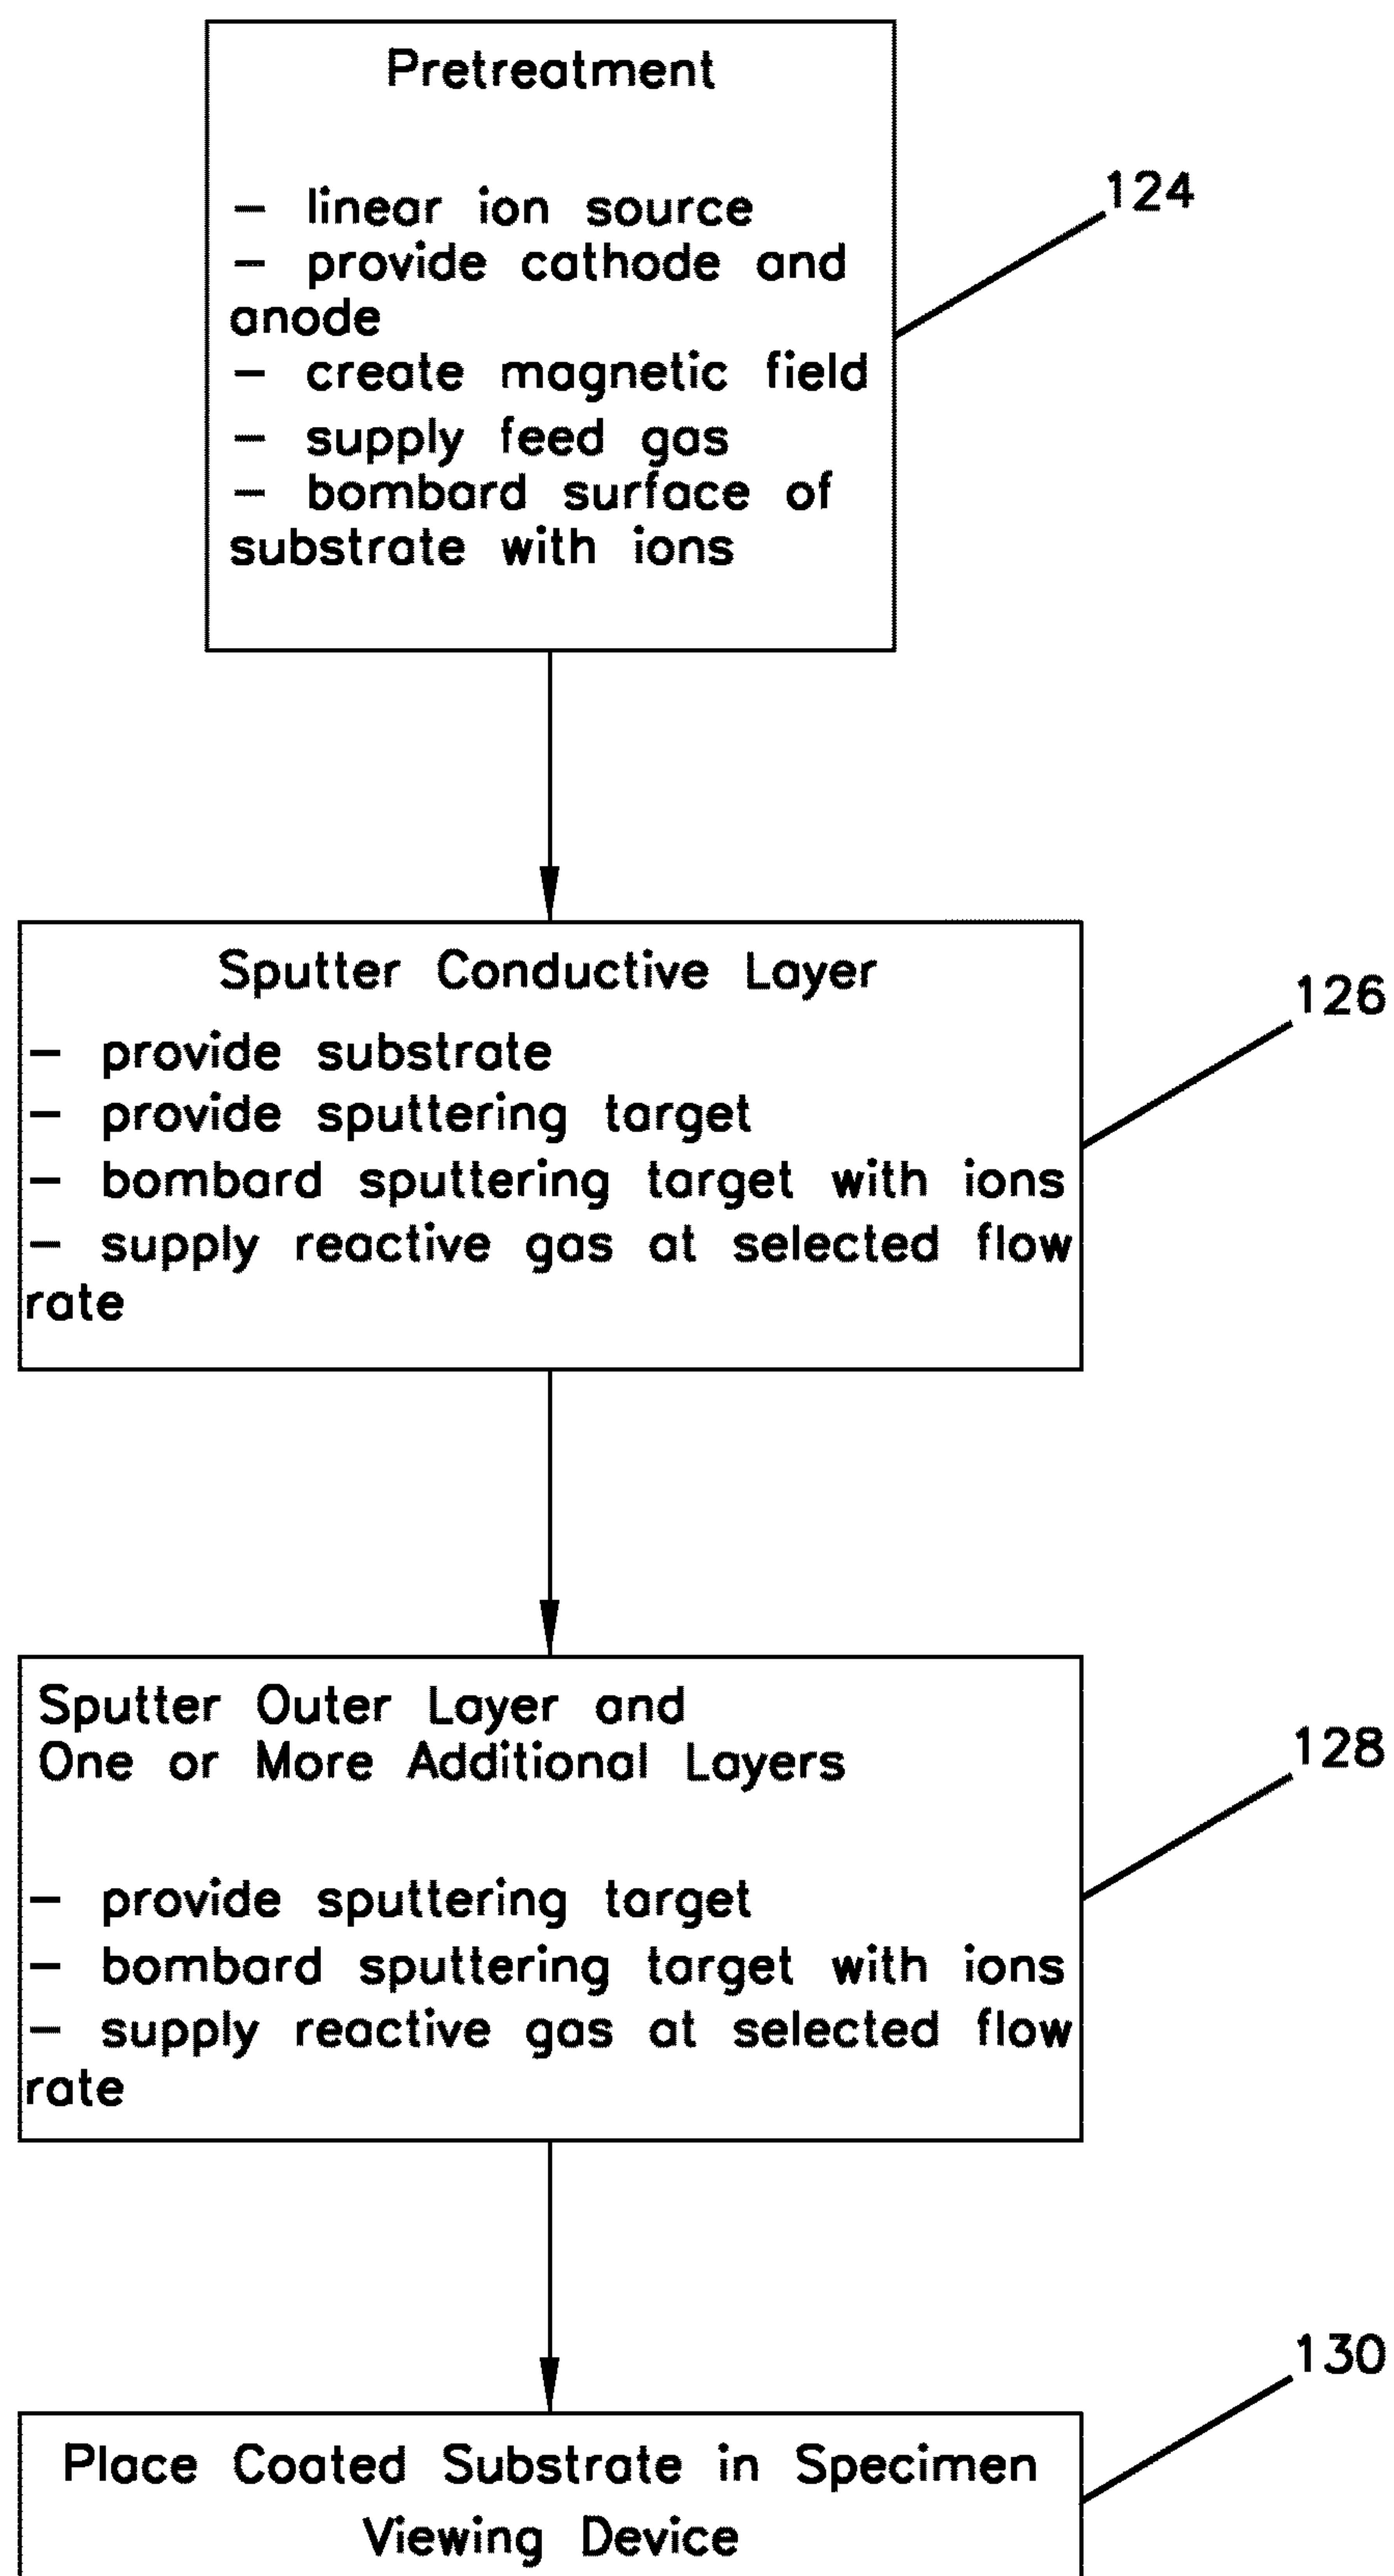 Pretreatment
– linear ion source
– provide cathode and
anode
– create magnetic field
– supply feed gas
– bombard surface of
substrate with ions
124
Sputter Conductive Layer
– provide substrate
– provide sputtering target
– bombard sputtering target with ions
– supply reactive gas at selected flow
rate
126
Sputter Outer Layer and
One or More Additional Layers
– provide sputtering target
– bombard sputtering target with ions
– supply reactive gas at selected flow
rate
128
Place Coated Substrate in Specimen
Viewing Device
130